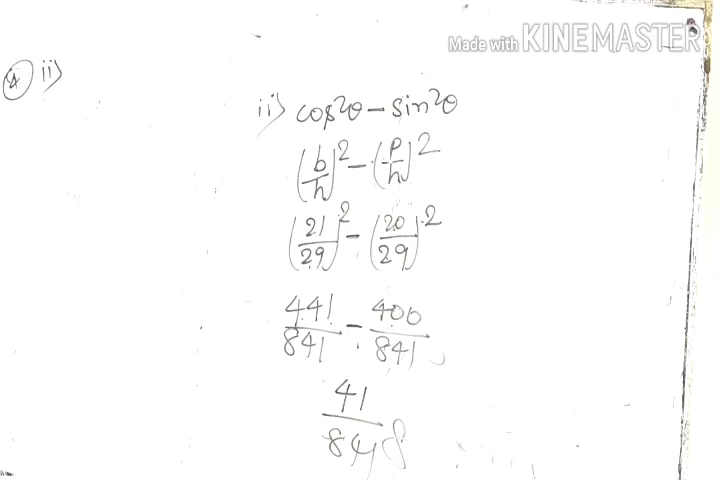 Made with KINEMASTER
4 ii)
ii) cos²θ - sin²θ
(b/h)² - (p/h)²
(21/29)² - (20/29)²
441/841 - 400/841
41/841